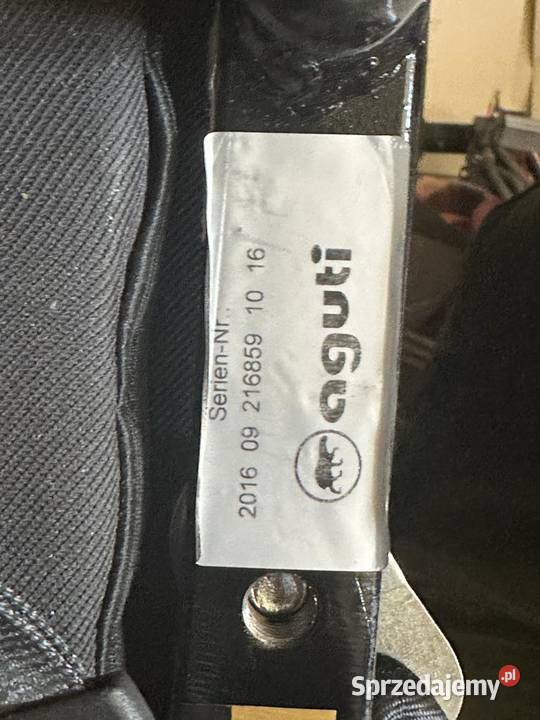 Serien-Nr.:
2016 09 216859 10 16
aguti
Sprzedajemy.pl